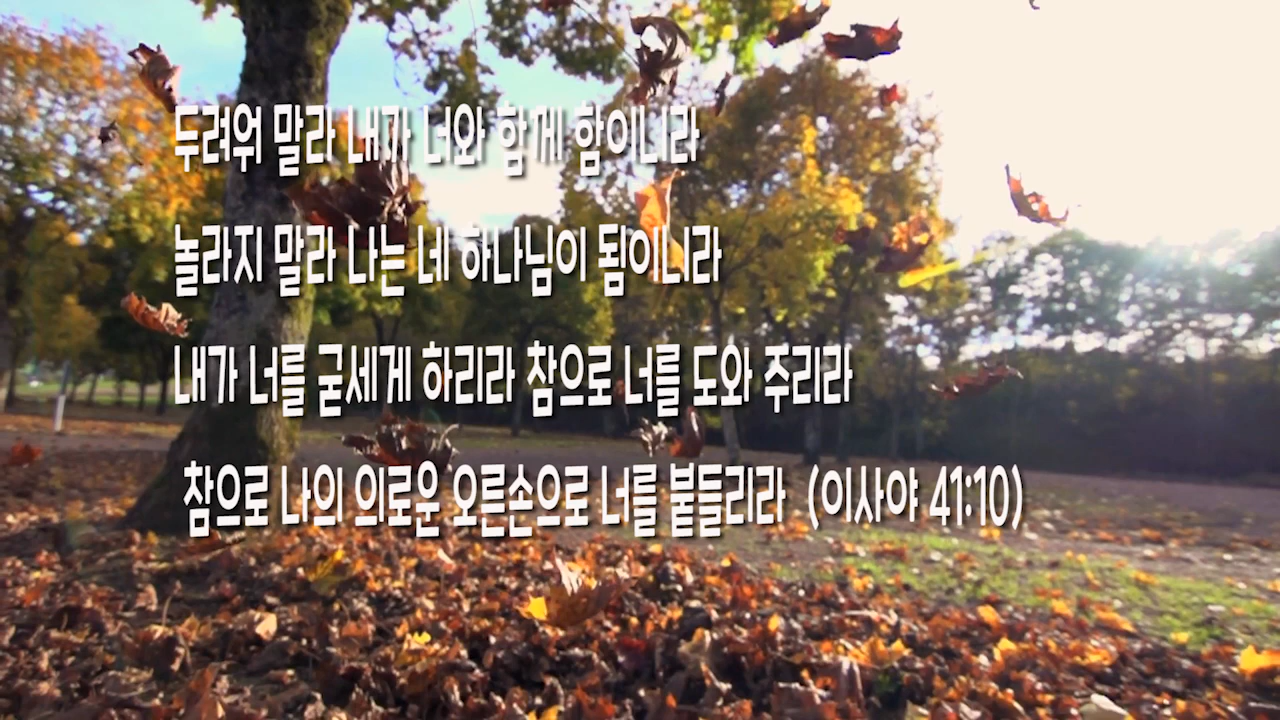 두려워 말라 내가 너와 함께 함이니라
놀라지 말라 나는 네 하나님이 됨이니라
내가 너를 굳세게 하리라 참으로 너를 도와 주리라
참으로 나의 의로운 오른손으로 너를 붙들리라 (이사야 41:10)